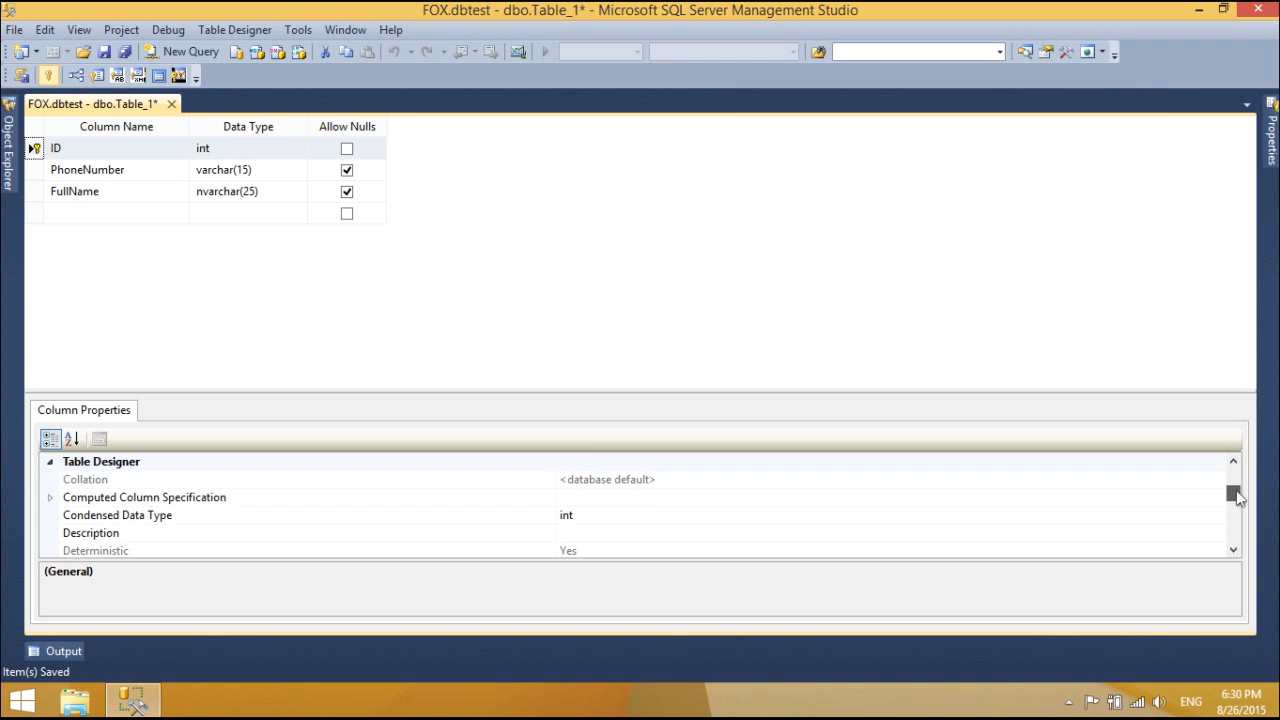 FOX.dbtest - dbo.Table_1* - Microsoft SQL Server Management Studio
File Edit View Project Debug Table Designer Tools Window Help
New Query
FOX.dbtest - dbo.Table_1*
Object Explorer
Properties
Column Name Data Type Allow Nulls
ID int
PhoneNumber varchar(15)
FullName nvarchar(25)
Column Properties
Table Designer
Collation <database default>
Computed Column Specification
Condensed Data Type int
Description
Deterministic Yes
(General)
Output
Item(s) Saved
ENG
6:30 PM
8/26/2015